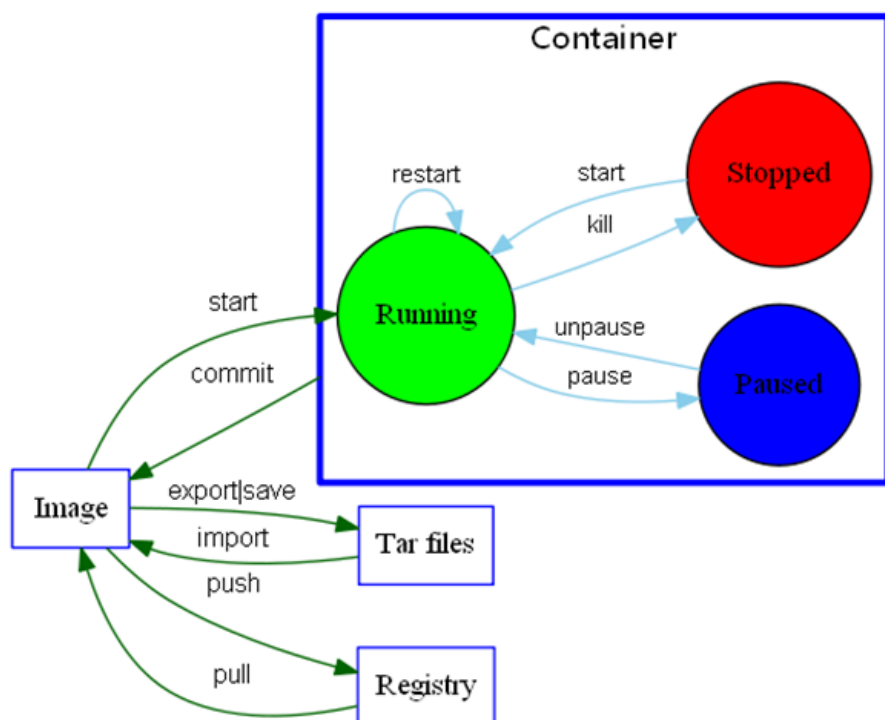 Container
Stopped
restart
start
kill
Running
start
unpause
commit
pause
Paused
export|save
Image
import
Tar files
push
pull
Registry